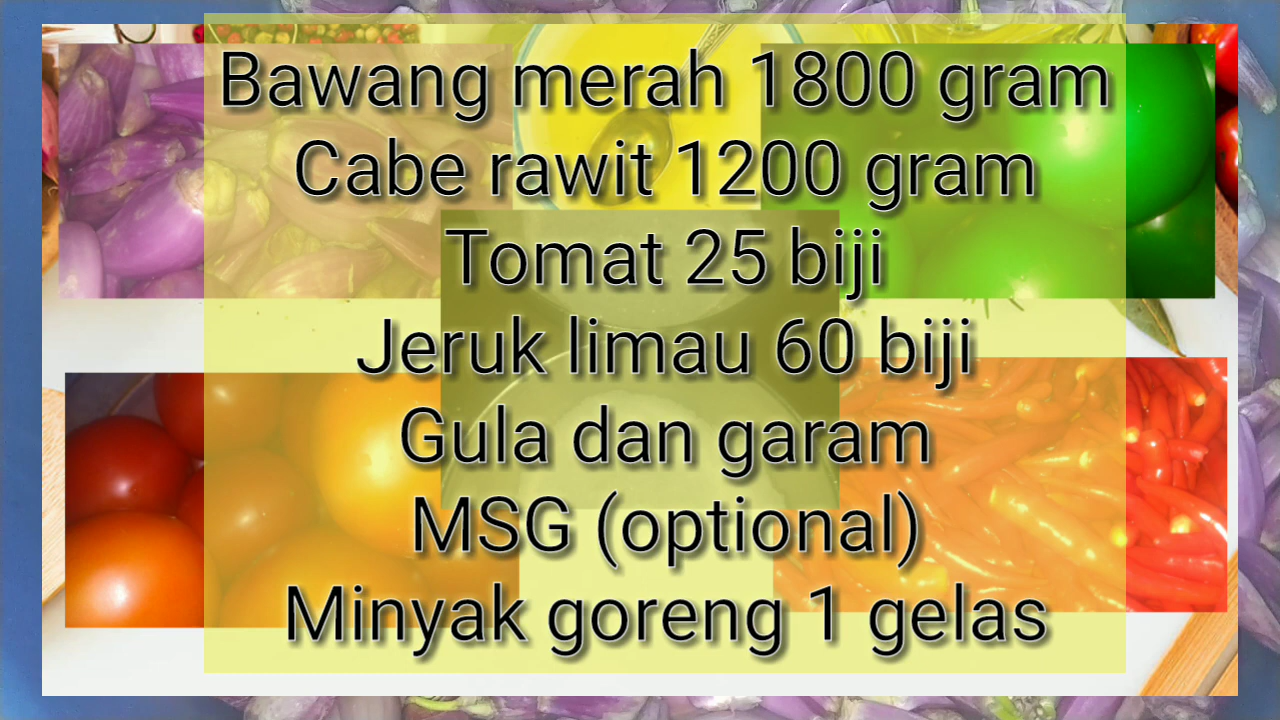 Bawang merah 1800 gram
Cabe rawit 1200 gram
Tomat 25 biji
Jeruk limau 60 biji
Gula dan garam
MSG (optional)
Minyak goreng 1 gelas